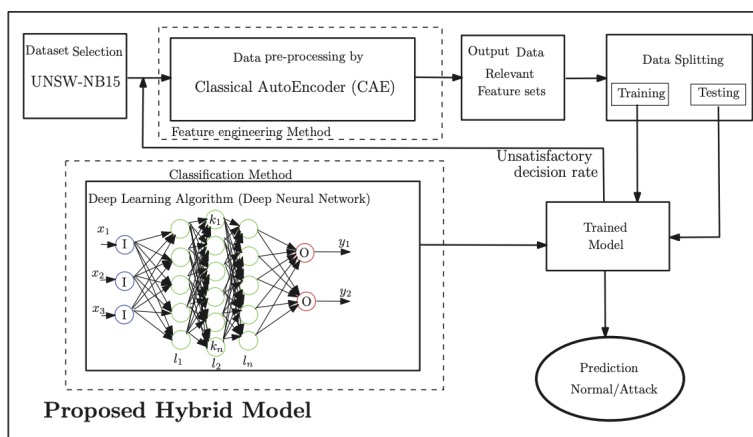 Dataset Selection
UNSW-NB15
Data pre-processing by
Classical AutoEncoder (CAE)
Feature engineering Method
Output Data
Relevant
Feature sets
Data Splitting
Training
Testing
Unsatisfactory
decision rate
Classification Method
Deep Learning Algorithm (Deep Neural Network)
x₁
x₂
x₃
I
I
I
k₁
kₙ
l₁
l₂
lₙ
O
O
y₁
y₂
Trained
Model
Prediction
Normal/Attack
Proposed Hybrid Model